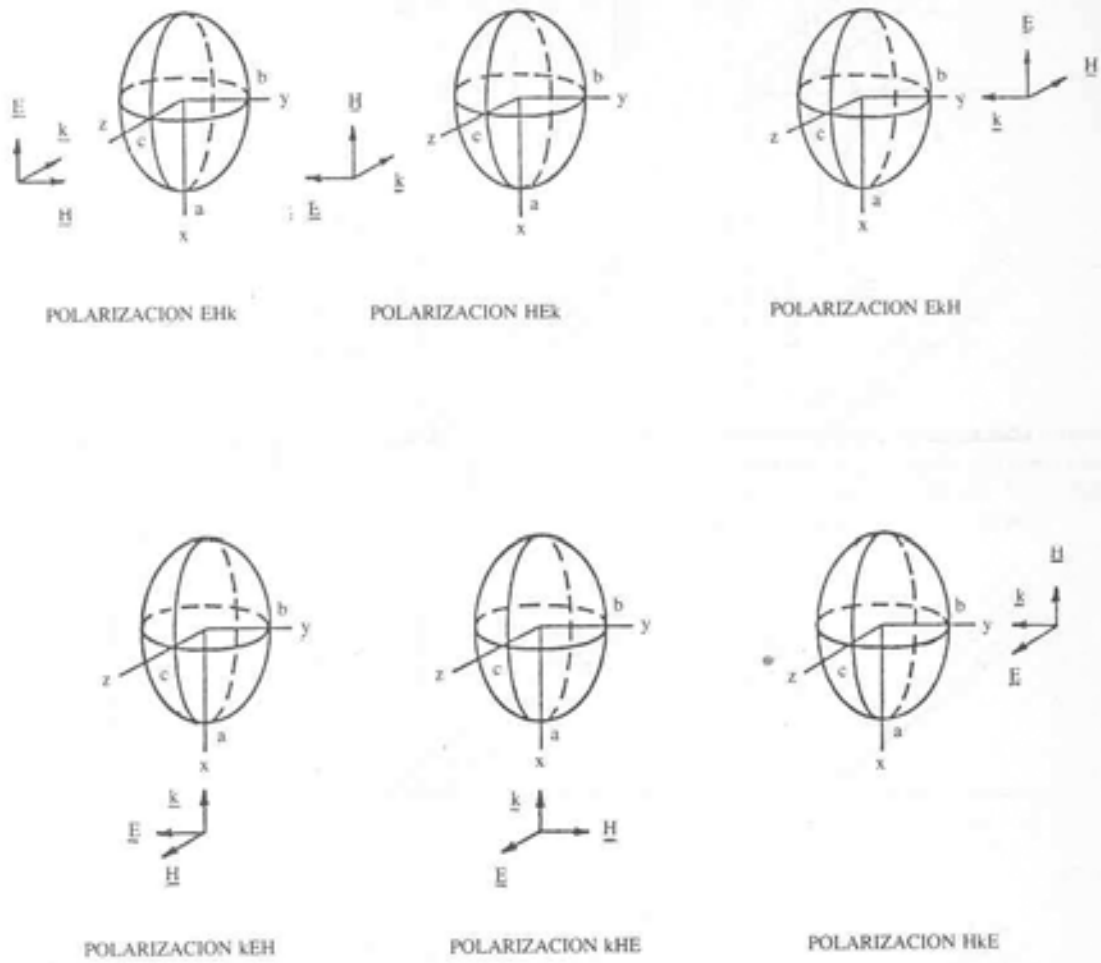 E
k
H
z
c
b
y
a
x
POLARIZACION EHk
H
E
k
z
c
b
y
a
x
POLARIZACION HEk
E
H
k
z
c
b
y
a
x
POLARIZACION EkH
z
c
b
y
a
x
k
E
H
POLARIZACION kEH
z
c
b
y
a
x
k
H
E
POLARIZACION kHE
z
c
b
y
a
x
H
k
E
POLARIZACION HkE